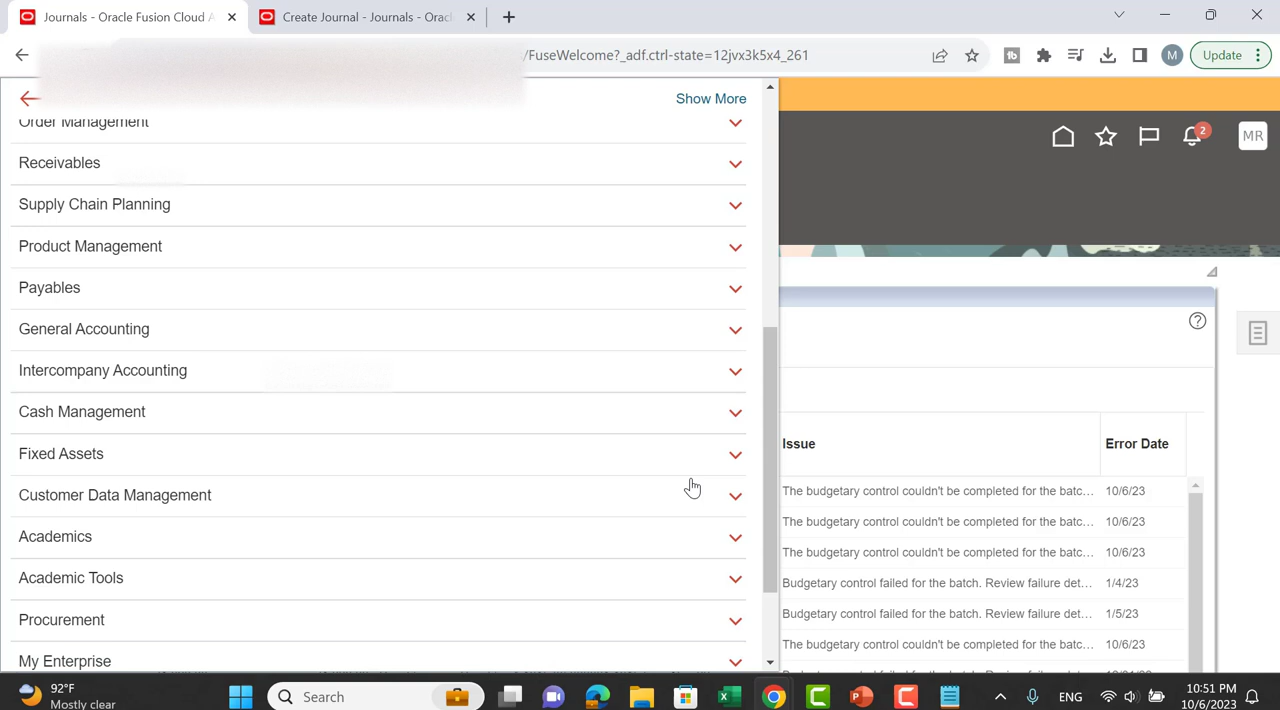 Journals - Oracle Fusion Cloud A
Create Journal - Journals - Orac
/FuseWelcome?_adf.ctrl-state=12jvx3k5x4_261
M
Update
Show More
Order Management
Receivables
Supply Chain Planning
Product Management
Payables
General Accounting
Intercompany Accounting
Cash Management
Fixed Assets
Customer Data Management
Academics
Academic Tools
Procurement
My Enterprise
2
MR
Issue Error Date
The budgetary control couldn't be completed for the batc... 10/6/23
The budgetary control couldn't be completed for the batc... 10/6/23
The budgetary control couldn't be completed for the batc... 10/6/23
Budgetary control failed for the batch. Review failure det... 1/4/23
Budgetary control failed for the batch. Review failure det... 1/5/23
The budgetary control couldn't be completed for the batc... 10/6/23
92°F
Mostly clear
Search
ENG
10:51 PM
10/6/2023